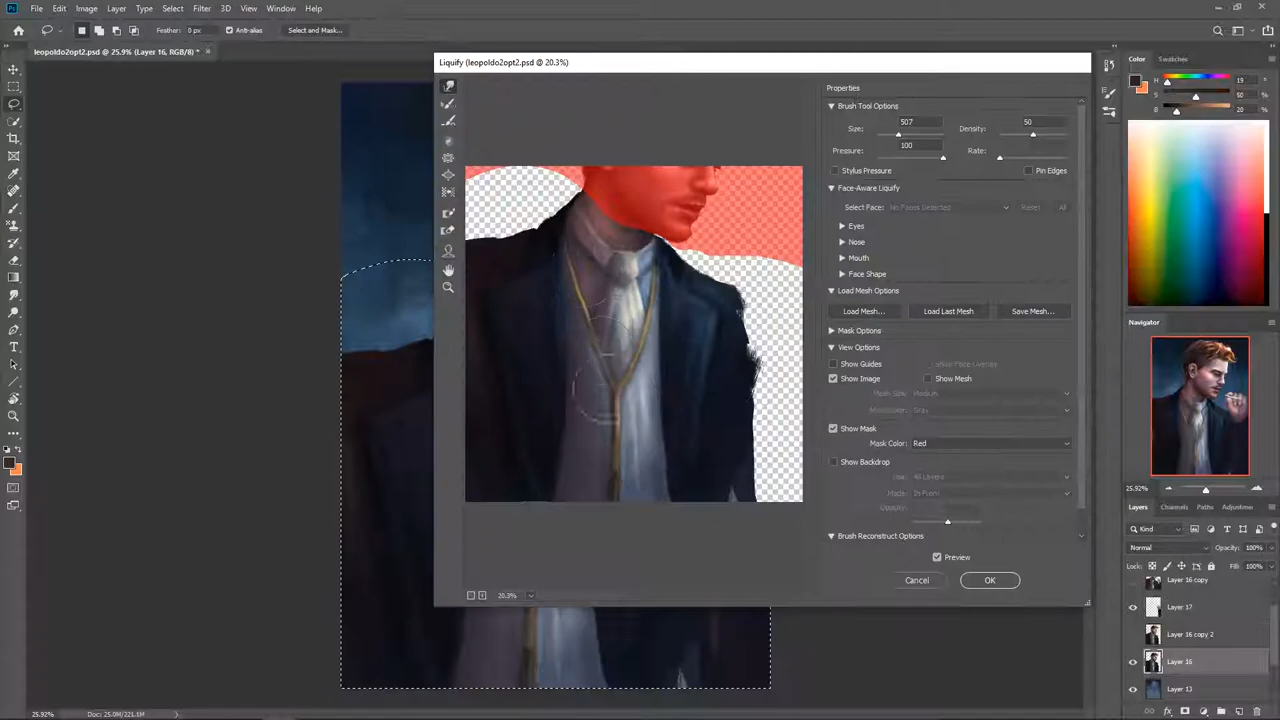 Ps File Edit Image Layer Type Select Filter 3D View Window Help
Feather: 0 px Anti-alias Select and Mask...
leopoldo2opt2.psd @ 25.9% (Layer 16, RGB/8) *
Liquify (leopoldo2opt2.psd @ 20.3%)
Properties
Brush Tool Options
Size: 507 Density: 50
Pressure: 100 Rate:
Stylus Pressure Pin Edges
Face-Aware Liquify
Select Face: No Faces Detected Reset All
Eyes
Nose
Mouth
Face Shape
Load Mesh Options
Load Mesh... Load Last Mesh Save Mesh...
Mask Options
View Options
Show Guides Show Face Overlay
Show Image Show Mesh
Mesh Size: Medium
Mesh Color: Gray
Show Mask
Mask Color: Red
Show Backdrop
Use: All Layers
Mode: In Front
Opacity:
Brush Reconstruct Options
Preview
Cancel OK
20.3%
Color Swatches
H 19
S 50 %
B 20 %
Navigator
25.92%
Layers Channels Paths Adjustmer
Kind
Normal Opacity: 100%
Lock: Fill: 100%
Layer 16 copy
Layer 17
Layer 16 copy 2
Layer 16
Layer 13
25.92% Doc: 25.0M/221.1M